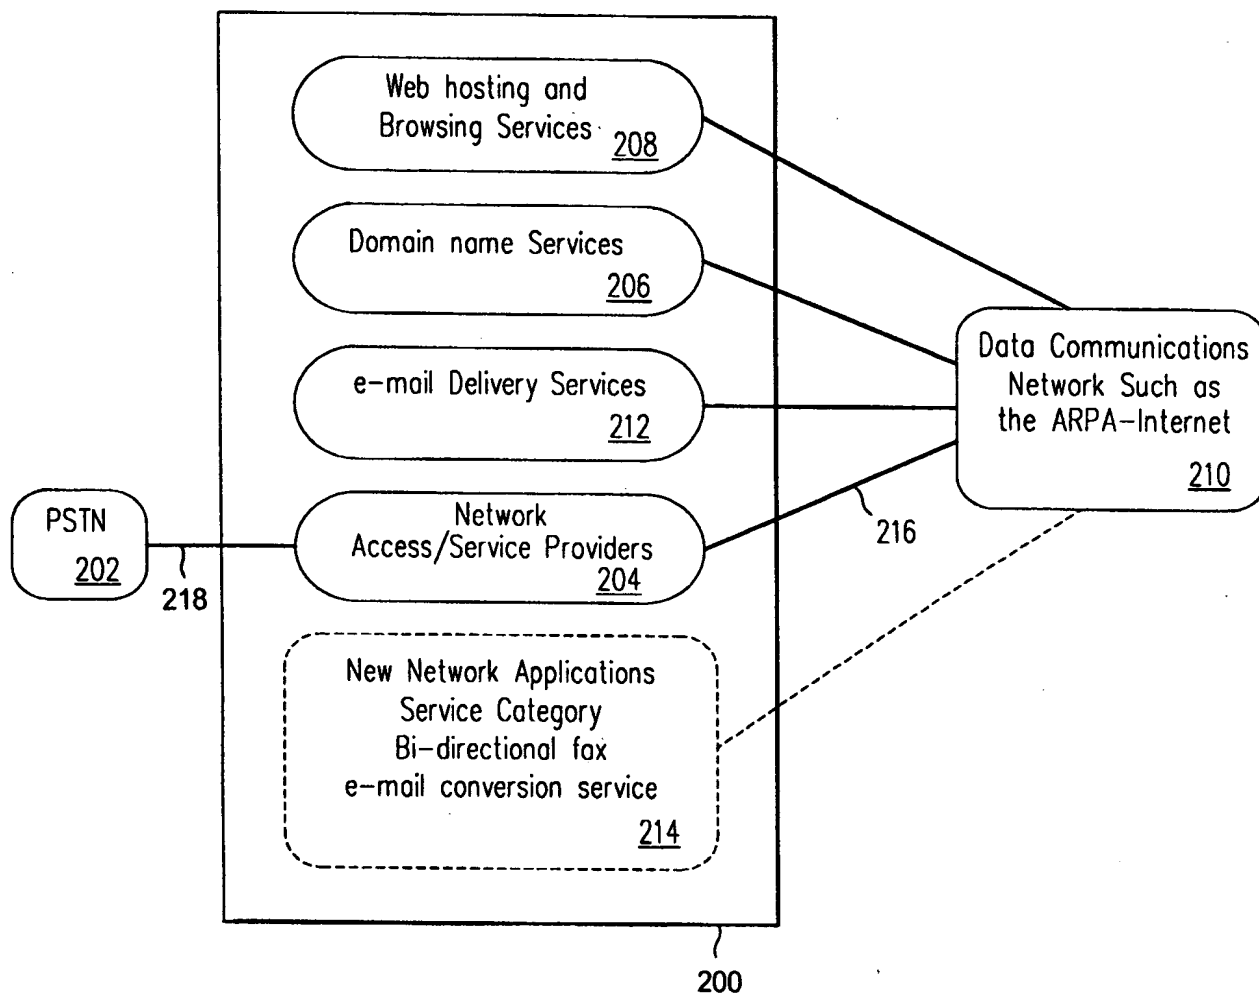 Web hosting and
Browsing Services
208
Domain name Services
206
e-mail Delivery Services
212
Network
Access/Service Providers
204
New Network Applications
Service Category
Bi-directional fax
e-mail conversion service
214
PSTN
202
218
Data Communications
Network Such as
the ARPA-Internet
210
216
200